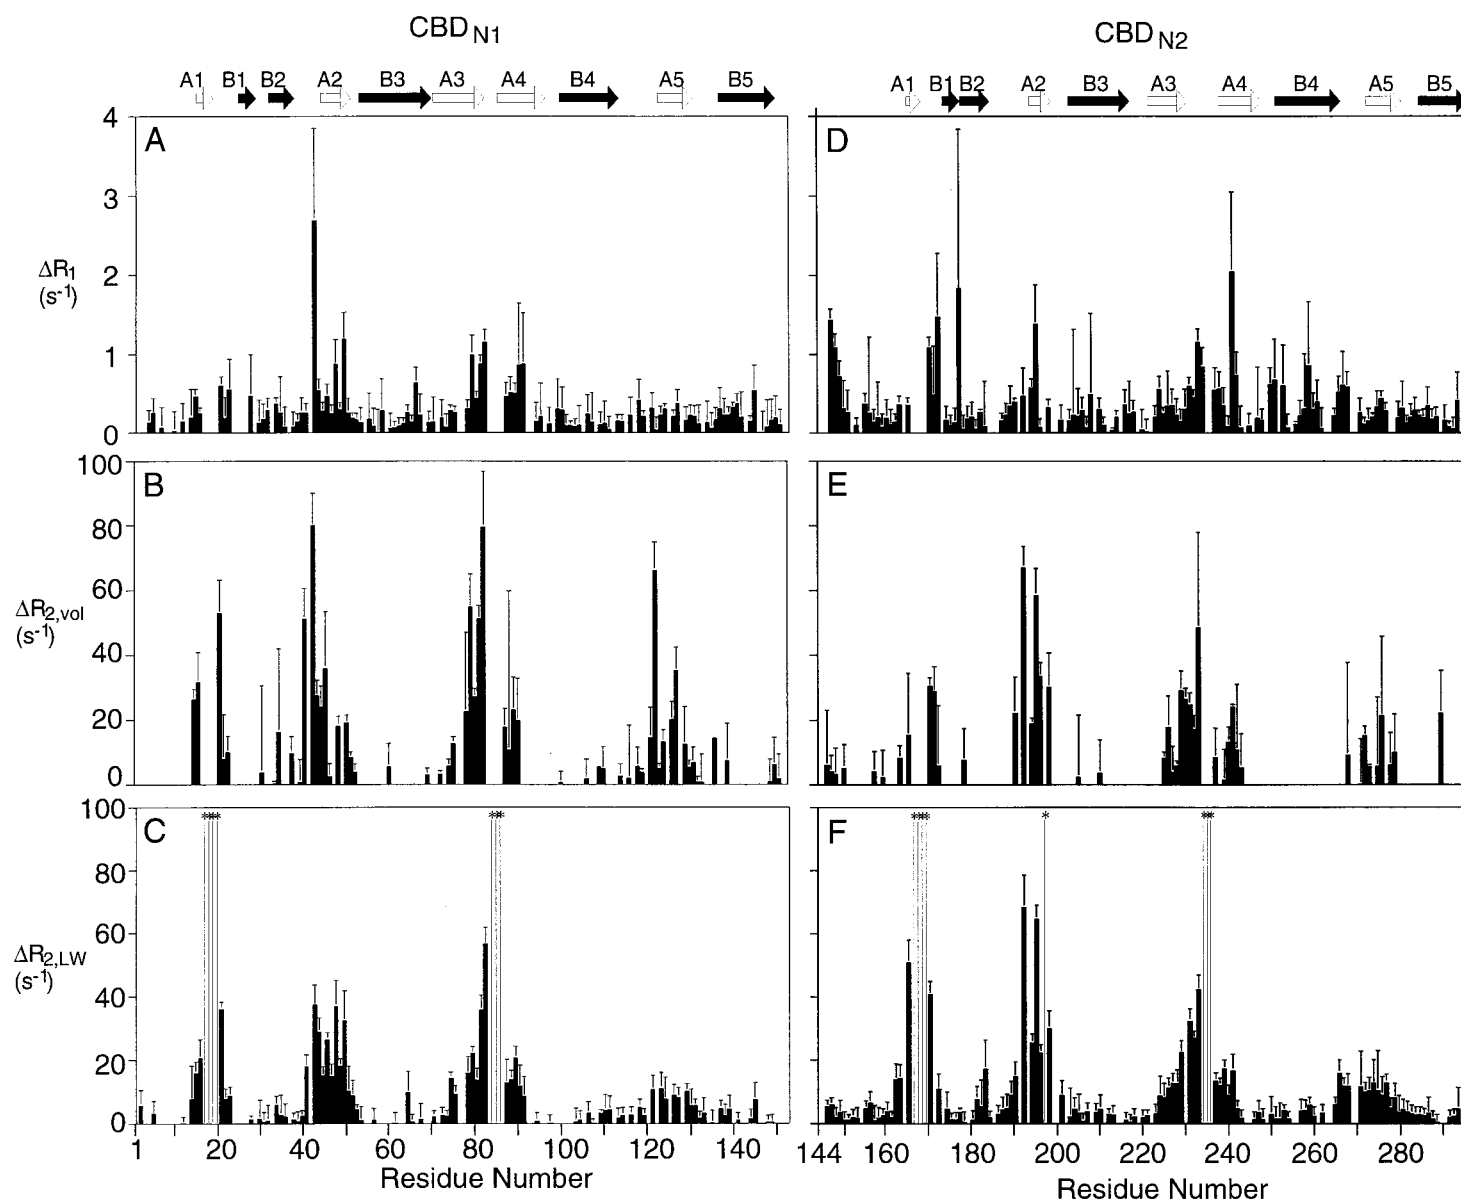 CBD N1
CBD N2
A1 B1 B2 A2 B3 A3 A4 B4 A5 B5
A1 B1 B2 A2 B3 A3 A4 B4 A5 B5
A
D
4
3
2
1
0
ΔR1
(s-1)
B
E
100
80
60
40
20
0
ΔR2,vol
(s-1)
C
F
100
80
60
40
20
0
ΔR2,LW
(s-1)
*** ***
*** * ***
1 20 40 60 80 100 120 140
144 160 180 200 220 240 260 280
Residue Number
Residue Number